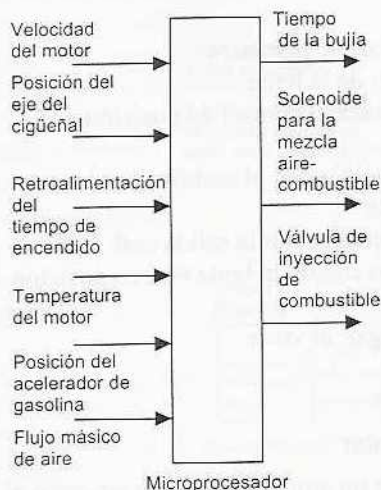 Velocidad
del motor
Posición del
eje del
cigüeñal
Retroalimentación
del
tiempo de
encendido
Temperatura
del motor
Posición del
acelerador de
gasolina
Flujo másico
de aire
Tiempo
de la bujia
Solenoide
para la
mezcla
aire-
combustible
Válvula de
inyección
de
combustible
Microprocesador